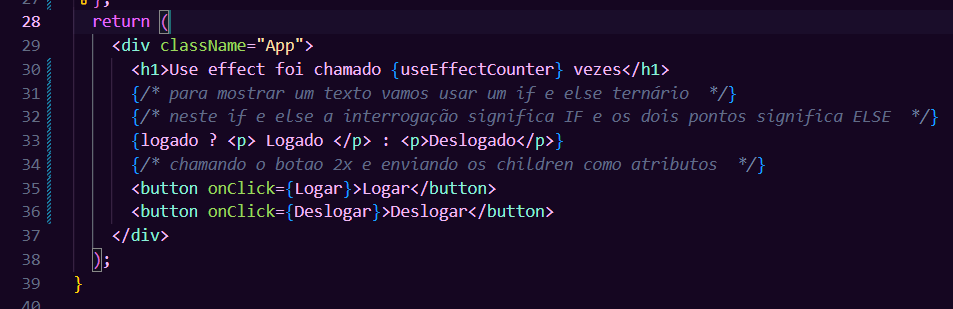 27 };
28 return (
29 <div className="App">
30 <h1>Use effect foi chamado {useEffectCounter} vezes</h1>
31 {/* para mostrar um texto vamos usar um if e else ternário  */}
32 {/* neste if e else a interrogação significa IF e os dois pontos significa ELSE  */}
33 {logado ? <p> Logado </p> : <p>Deslogado</p>}
34 {/* chamando o botao 2x e enviando os children como atributos  */}
35 <button onClick={Logar}>Logar</button>
36 <button onClick={Deslogar}>Deslogar</button>
37 </div>
38 );
39 }
40